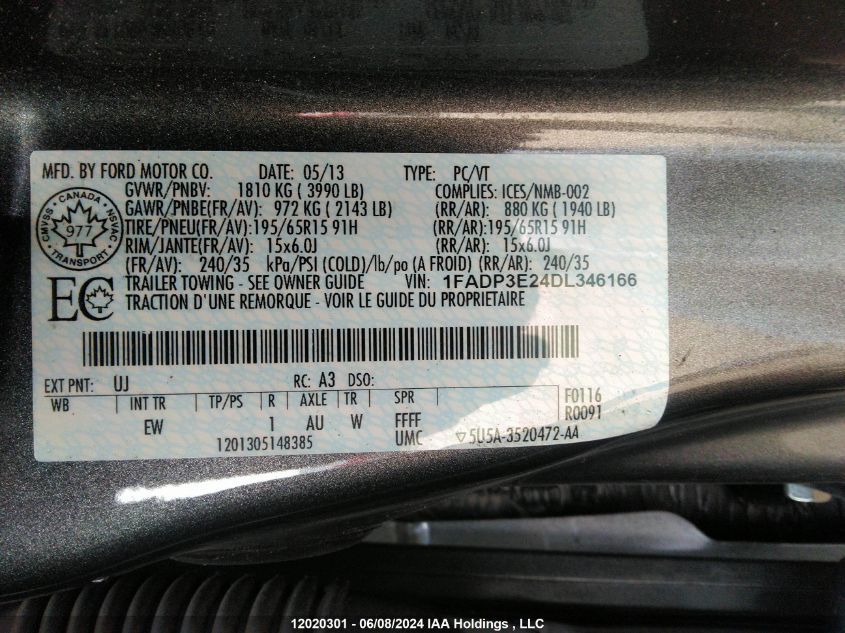 MFD. BY FORD MOTOR CO. DATE: 05/13 TYPE: PC/VT
GVWR/PNBV: 1810 KG ( 3990 LB) COMPLIES: ICES/NMB-002
GAWR/PNBE(FR/AV): 972 KG ( 2143 LB) (RR/AR): 880 KG ( 1940 LB)
TIRE/PNEU(FR/AV):195/65R15 91H (RR/AR):195/65R15 91H
RIM/JANTE(FR/AV): 15x6.0J (RR/AR): 15x6.0J
(FR/AV): 240/35 kPa/PSI (COLD)/lb/po (A FROID) (RR/AR): 240/35
TRAILER TOWING - SEE OWNER GUIDE VIN: 1FADP3E24DL346166
TRACTION D'UNE REMORQUE - VOIR LE GUIDE DU PROPRIETAIRE
CANADA
CMVSS 977 NSVAC
TRANSPORT
EC
EXT PNT: UJ RC: A3 DSO:
WB INT TR TP/PS R AXLE TR SPR F0116
EW 1 AU W FFFF R0091
1201305148385 UMC 5U5A-3520472-AA
12020301 - 06/08/2024 IAA Holdings , LLC